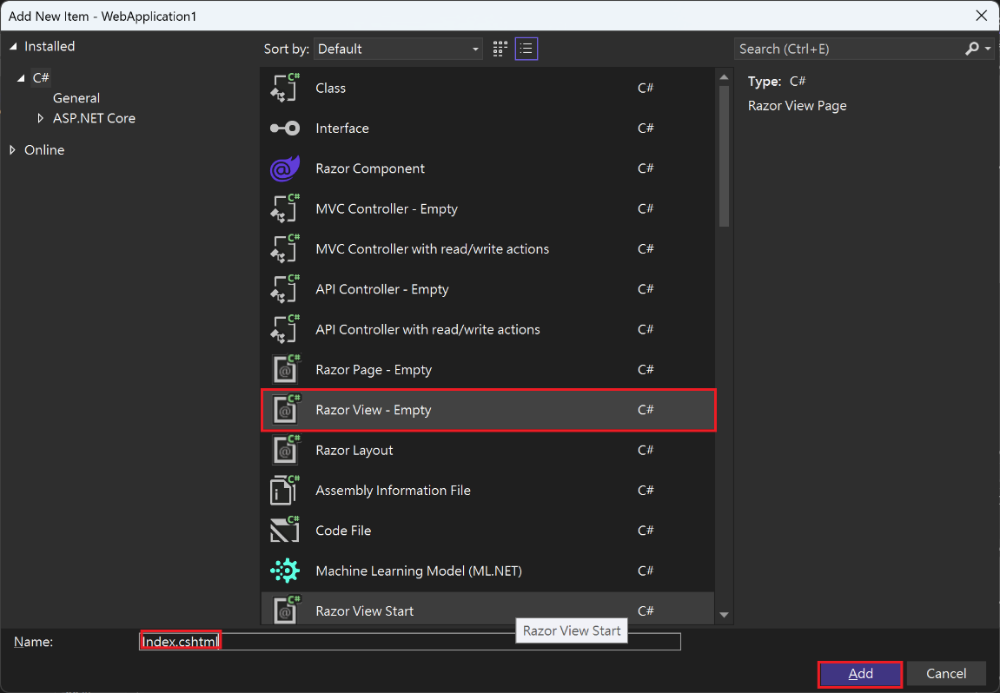 Add New Item - WebApplication1
Installed
C#
General
ASP.NET Core
Online
Sort by: Default
Search (Ctrl+E)
Class C#
Interface C#
Razor Component C#
MVC Controller - Empty C#
MVC Controller with read/write actions C#
API Controller - Empty C#
API Controller with read/write actions C#
Razor Page - Empty C#
Razor View - Empty C#
Razor Layout C#
Assembly Information File C#
Code File C#
Machine Learning Model (ML.NET) C#
Razor View Start C#
Razor View Start
Type: C#
Razor View Page
Name: Index.cshtml
Add Cancel